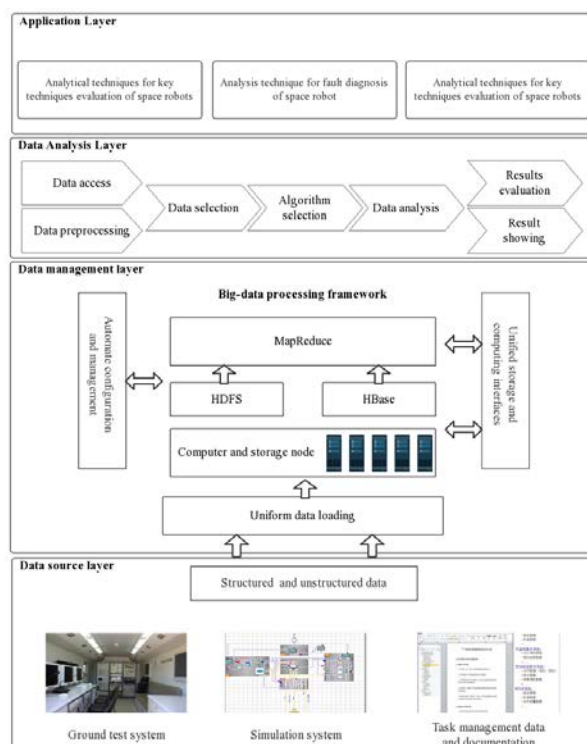 Application Layer
Analytical techniques for key
techniques evaluation of space robots
Analysis technique for fault diagnosis
of space robot
Analytical techniques for key
techniques evaluation of space robots
Data Analysis Layer
Data access
Data preprocessing
Data selection
Algorithm
selection
Data analysis
Results
evaluation
Result
showing
Data management layer
Big-data processing framework
Automate configuration
and management
MapReduce
HDFS
HBase
Computer and storage node
Unified storage and
computing interfaces
Uniform data loading
Data source layer
Structured and unstructured data
Ground test system
Simulation system
Task management data
and documentation